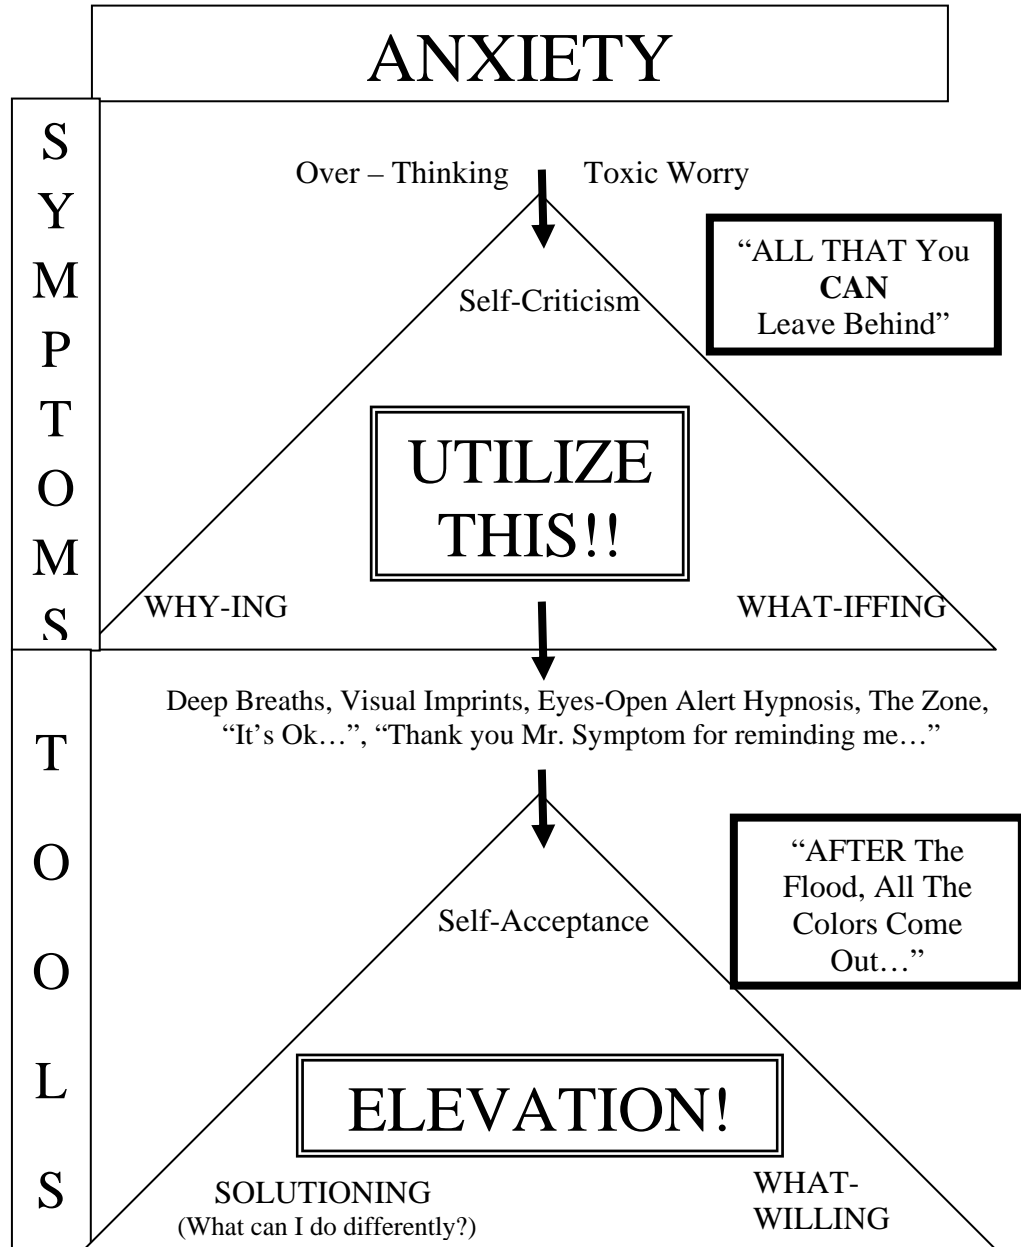 ANXIETY
SYMPTOMS
Over – Thinking
Toxic Worry
Self-Criticism
“ALL THAT You
CAN
Leave Behind”
UTILIZE
THIS!!
WHY-ING
WHAT-IFFING
TOOLS
Deep Breaths, Visual Imprints, Eyes-Open Alert Hypnosis, The Zone,
“It’s Ok…”, “Thank you Mr. Symptom for reminding me…”
Self-Acceptance
“AFTER The
Flood, All The
Colors Come
Out…”
ELEVATION!
SOLUTIONING
(What can I do differently?)
WHAT-
WILLING